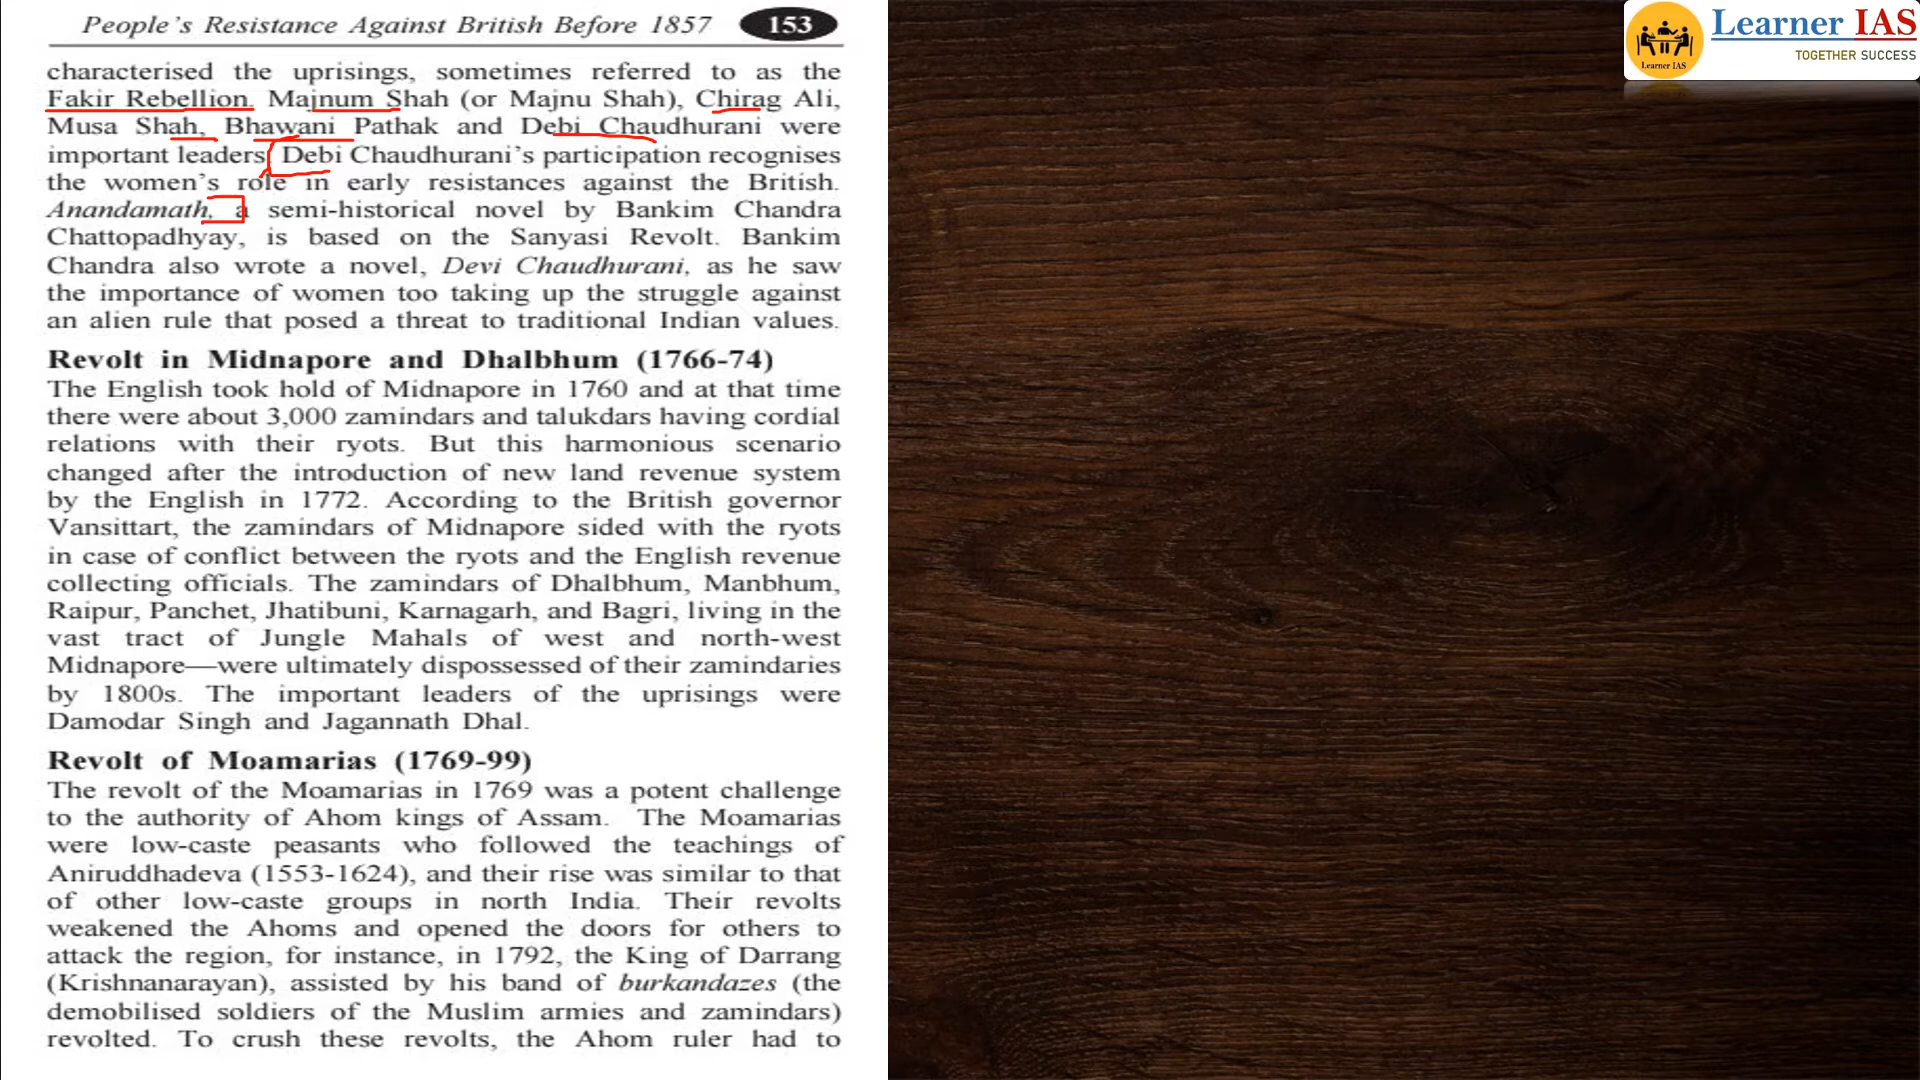 People's Resistance Against British Before 1857 153
characterised the uprisings, sometimes referred to as the
Fakir Rebellion. Majnum Shah (or Majnu Shah), Chirag Ali,
Musa Shah, Bhawani Pathak and Debi Chaudhurani were
important leaders. Debi Chaudhurani's participation recognises
the women's role in early resistances against the British.
Anandamath, a semi-historical novel by Bankim Chandra
Chattopadhyay, is based on the Sanyasi Revolt. Bankim
Chandra also wrote a novel, Devi Chaudhurani, as he saw
the importance of women too taking up the struggle against
an alien rule that posed a threat to traditional Indian values.
Revolt in Midnapore and Dhalbhum (1766-74)
The English took hold of Midnapore in 1760 and at that time
there were about 3,000 zamindars and talukdars having cordial
relations with their ryots. But this harmonious scenario
changed after the introduction of new land revenue system
by the English in 1772. According to the British governor
Vansittart, the zamindars of Midnapore sided with the ryots
in case of conflict between the ryots and the English revenue
collecting officials. The zamindars of Dhalbhum, Manbhum,
Raipur, Panchet, Jhatibuni, Karnagarh, and Bagri, living in the
vast tract of Jungle Mahals of west and north-west
Midnapore—were ultimately dispossessed of their zamindaries
by 1800s. The important leaders of the uprisings were
Damodar Singh and Jagannath Dhal.
Revolt of Moamarias (1769-99)
The revolt of the Moamarias in 1769 was a potent challenge
to the authority of Ahom kings of Assam. The Moamarias
were low-caste peasants who followed the teachings of
Aniruddhadeva (1553-1624), and their rise was similar to that
of other low-caste groups in north India. Their revolts
weakened the Ahoms and opened the doors for others to
attack the region, for instance, in 1792, the King of Darrang
(Krishnanarayan), assisted by his band of burkandazes (the
demobilised soldiers of the Muslim armies and zamindars)
revolted. To crush these revolts, the Ahom ruler had to
Learner IAS
TOGETHER SUCCESS
Learner IAS